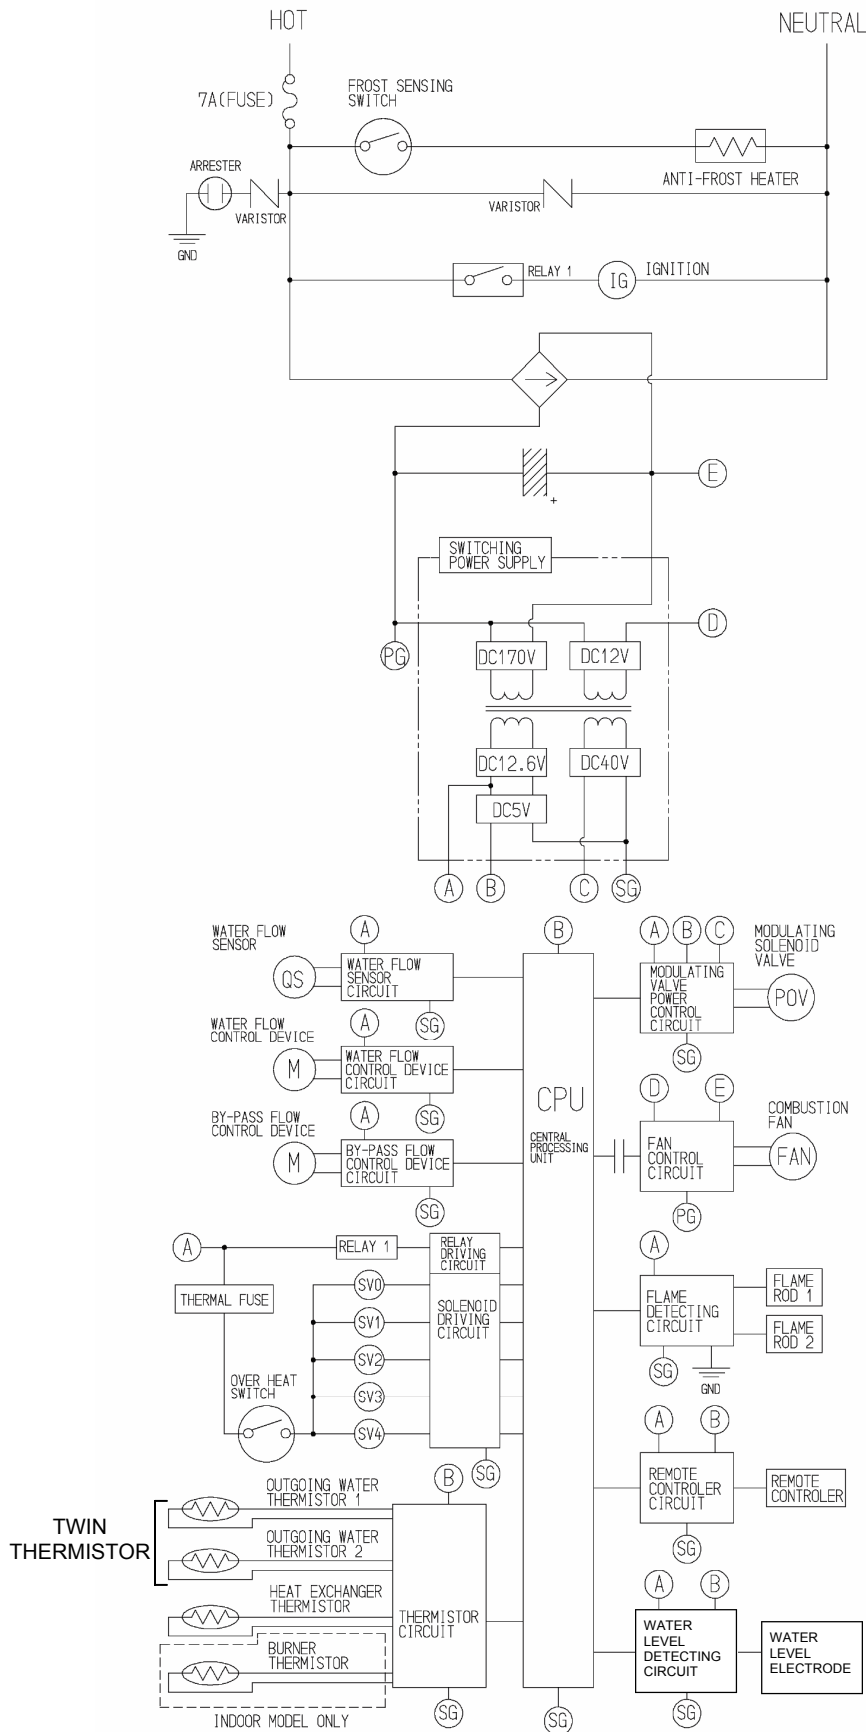 HOT
NEUTRAL
7A(FUSE)
FROST SENSING
SWITCH
ARRESTER
VARISTOR
GND
ANTI-FROST HEATER
VARISTOR
RELAY 1
IG
IGNITION
+
E
SWITCHING
POWER SUPPLY
D
PG
DC170V
DC12V
DC12.6V
DC40V
DC5V
A
B
C
SG
WATER FLOW
SENSOR
QS
A
WATER FLOW
SENSOR
CIRCUIT
SG
WATER FLOW
CONTROL DEVICE
M
A
WATER FLOW
CONTROL DEVICE
CIRCUIT
SG
BY-PASS FLOW
CONTROL DEVICE
M
A
BY-PASS FLOW
CONTROL DEVICE
CIRCUIT
SG
B
CPU
CENTRAL
PROCESSING
UNIT
SG
A
B
C
MODULATING
VALVE
POWER
CONTROL
CIRCUIT
SG
MODULATING
SOLENOID
VALVE
POV
D
E
FAN
CONTROL
CIRCUIT
PG
COMBUSTION
FAN
FAN
A
RELAY 1
RELAY
DRIVING
CIRCUIT
THERMAL FUSE
SV0
SV1
SV2
SV3
SV4
SOLENOID
DRIVING
CIRCUIT
SG
OVER HEAT
SWITCH
A
FLAME
DETECTING
CIRCUIT
SG
GND
FLAME
ROD 1
FLAME
ROD 2
A
B
REMOTE
CONTROLER
CIRCUIT
SG
REMOTE
CONTROLER
TWIN
THERMISTOR
OUTGOING WATER
THERMISTOR 1
OUTGOING WATER
THERMISTOR 2
HEAT EXCHANGER
THERMISTOR
BURNER
THERMISTOR
INDOOR MODEL ONLY
B
THERMISTOR
CIRCUIT
SG
A
B
WATER
LEVEL
DETECTING
CIRCUIT
SG
WATER
LEVEL
ELECTRODE